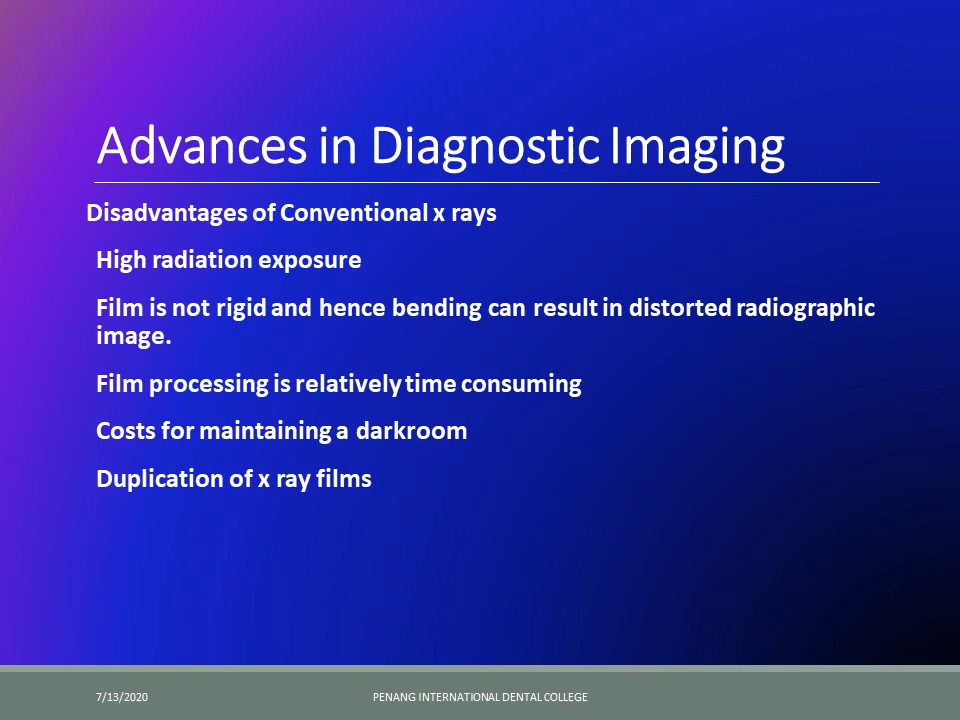 Advances in Diagnostic Imaging
Disadvantages of Conventional x rays
High radiation exposure
Film is not rigid and hence bending can result in distorted radiographic
image.
Film processing is relatively time consuming
Costs for maintaining a darkroom
Duplication of x ray films
7/13/2020
PENANG INTERNATIONAL DENTAL COLLEGE